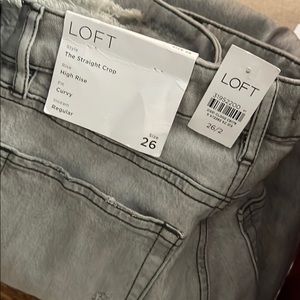 LOFT
Style
The Straight Crop
Rise
High Rise
Fit
Curvy
Inseam
Regular
Size
26
LOFT
26/2